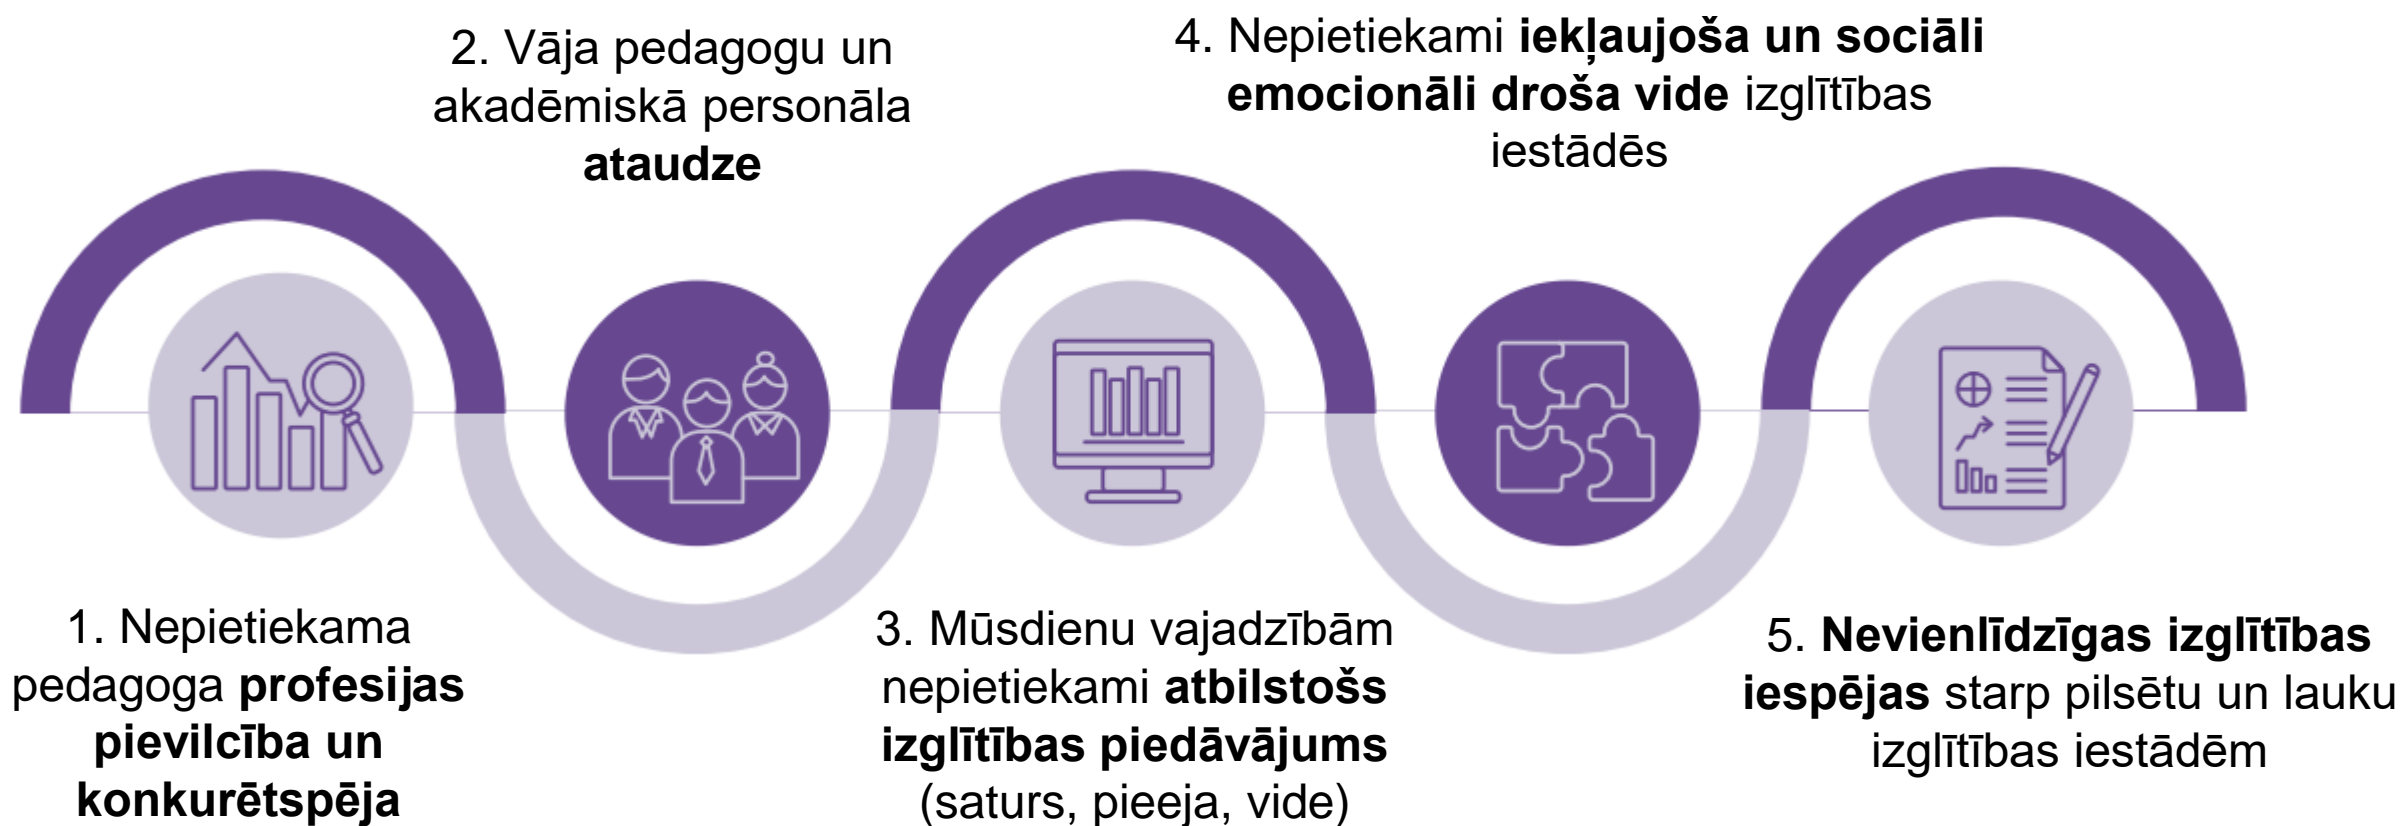 1. Nepietiekama
pedagoga profesijas
pievilcība un
konkurētspēja
2. Vāja pedagogu un
akadēmiskā personāla
ataudze
3. Mūsdienu vajadzībām
nepietiekami atbilstošs
izglītības piedāvājums
(saturs, pieeja, vide)
4. Nepietiekami iekļaujoša un sociāli
emocionāli droša vide izglītības
iestādēs
5. Nevienlīdzīgas izglītības
iespējas starp pilsētu un lauku
izglītības iestādēm